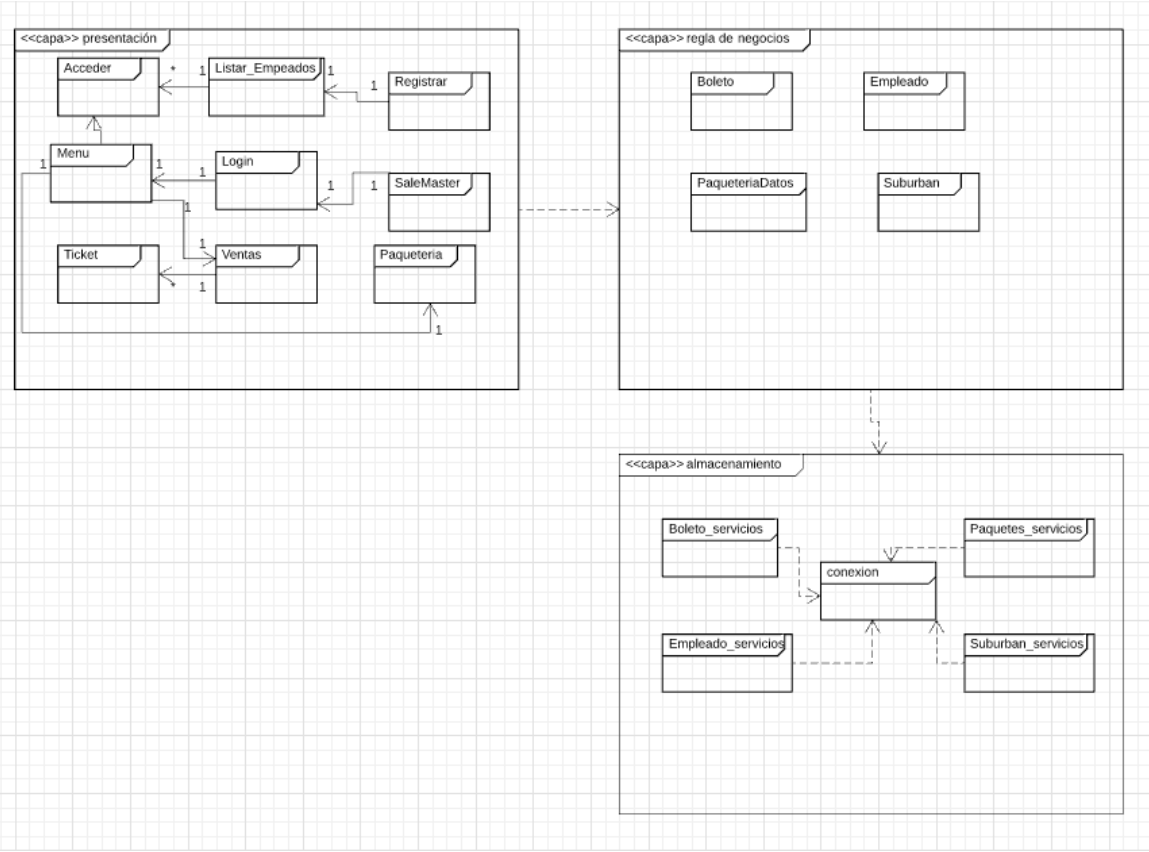 <<capa>> presentación
Acceder
*
1
Listar_Empeados
1
1
Registrar
Menu
1
1
1
Login
1
1
SaleMaster
1
1
Ticket
*
1
Ventas
Paqueteria
1
<<capa>> regla de negocios
Boleto
Empleado
PaqueteriaDatos
Suburban
<<capa>> almacenamiento
Boleto_servicios
Paquetes_servicios
conexion
Empleado_servicios
Suburban_servicios